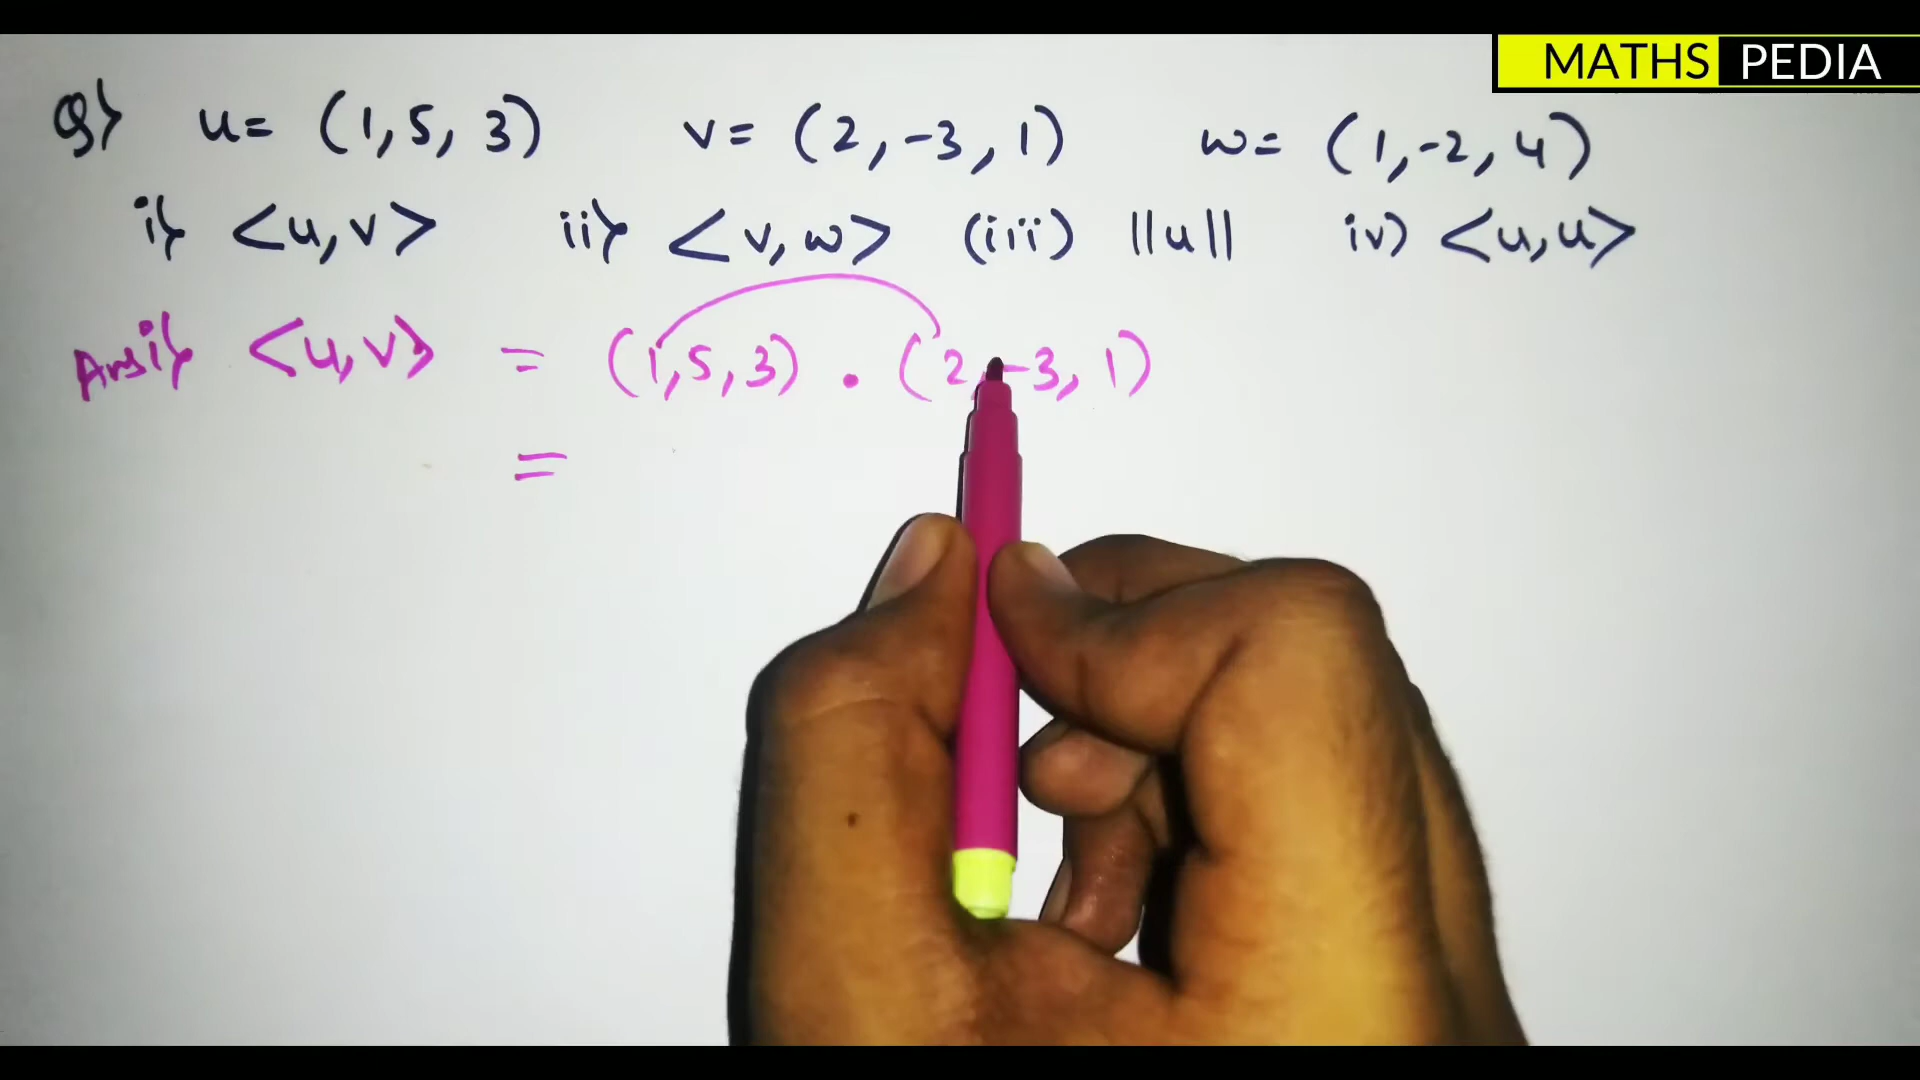 MATHS PEDIA
Q) u= (1,5, 3) v= (2,-3,1) w= (1,-2,4)
i) <u,v> ii) <v,w> (iii) ||u|| iv) <u,u>
Ans i) <u,v> = (1,5,3) . (2,-3,1)
=